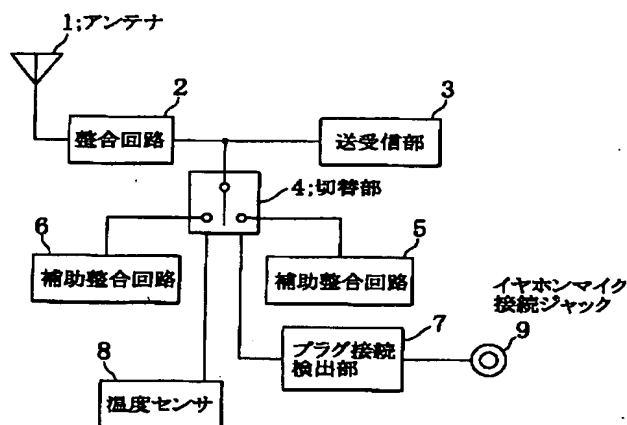 1;アンテナ
2
整合回路
3
送受信部
4;切替部
6
補助整合回路
5
補助整合回路
イヤホンマイク
接続ジャック
9
7
プラグ接続
検出部
8
温度センサ